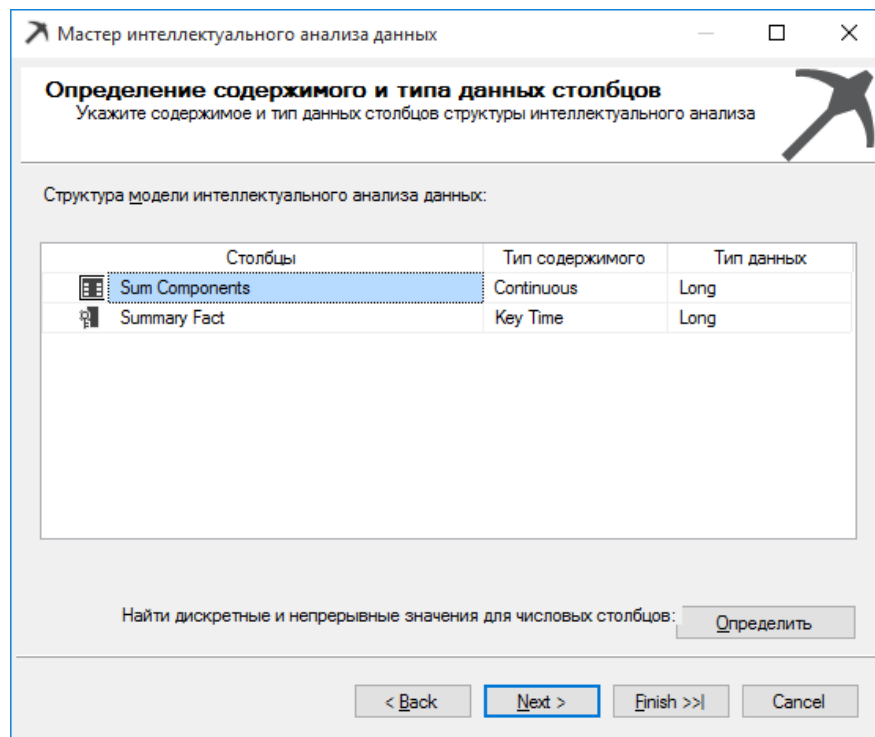 Мастер интеллектуального анализа данных
Определение содержимого и типа данных столбцов
Укажите содержимое и тип данных столбцов структуры интеллектуального анализа
Структура модели интеллектуального анализа данных:
Столбцы Тип содержимого Тип данных
Sum Components Continuous Long
Summary Fact Key Time Long
Найти дискретные и непрерывные значения для числовых столбцов: Определить
< Back Next > Finish >>| Cancel